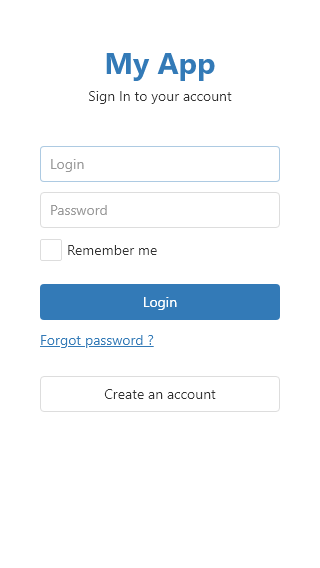 My App
Sign In to your account
Login
Password
Remember me
Login
Forgot password ?
Create an account